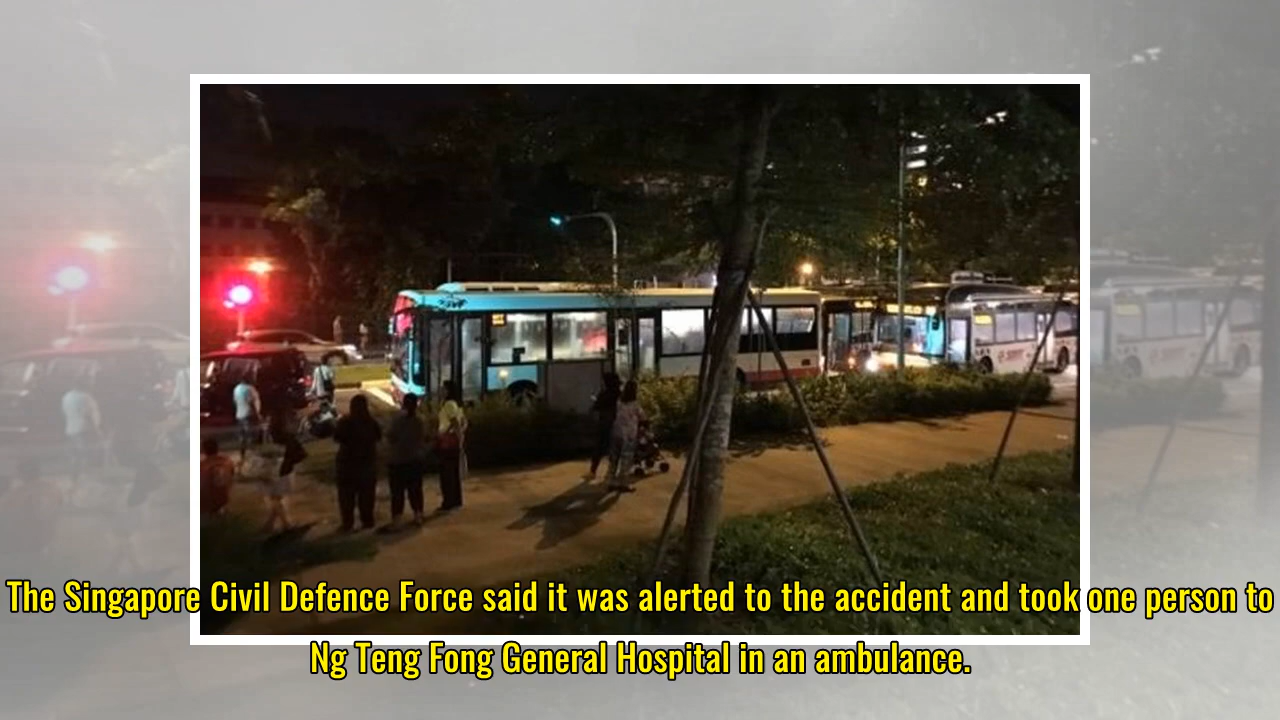 The Singapore Civil Defence Force said it was alerted to the accident and took one person to
Ng Teng Fong General Hospital in an ambulance.